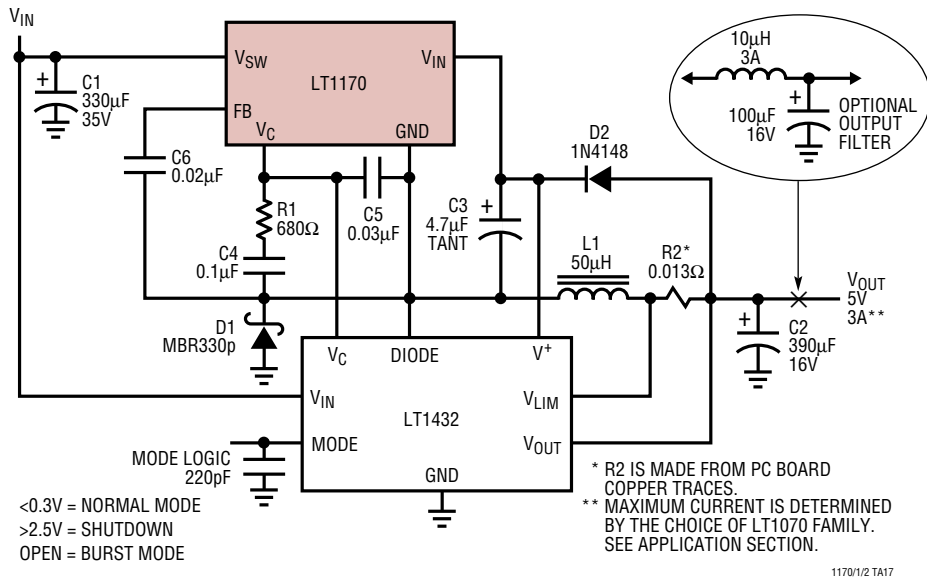 VIN
C1
330µF
35V
+
VSW
LT1170
VIN
FB
VC
GND
10µH
3A
+
100µF
16V
OPTIONAL
OUTPUT
FILTER
C6
0.02µF
R1
680Ω
C5
0.03µF
C3
4.7µF
TANT
+
D2
1N4148
C4
0.1µF
L1
50µH
R2*
0.013Ω
VOUT
5V
3A**
+
C2
390µF
16V
D1
MBR330p
VC
DIODE
V+
VIN
VLIM
LT1432
MODE
VOUT
GND
MODE LOGIC
220pF
<0.3V = NORMAL MODE
>2.5V = SHUTDOWN
OPEN = BURST MODE
* R2 IS MADE FROM PC BOARD
COPPER TRACES.
** MAXIMUM CURRENT IS DETERMINED
BY THE CHOICE OF LT1070 FAMILY.
SEE APPLICATION SECTION.
1170/1/2 TA17